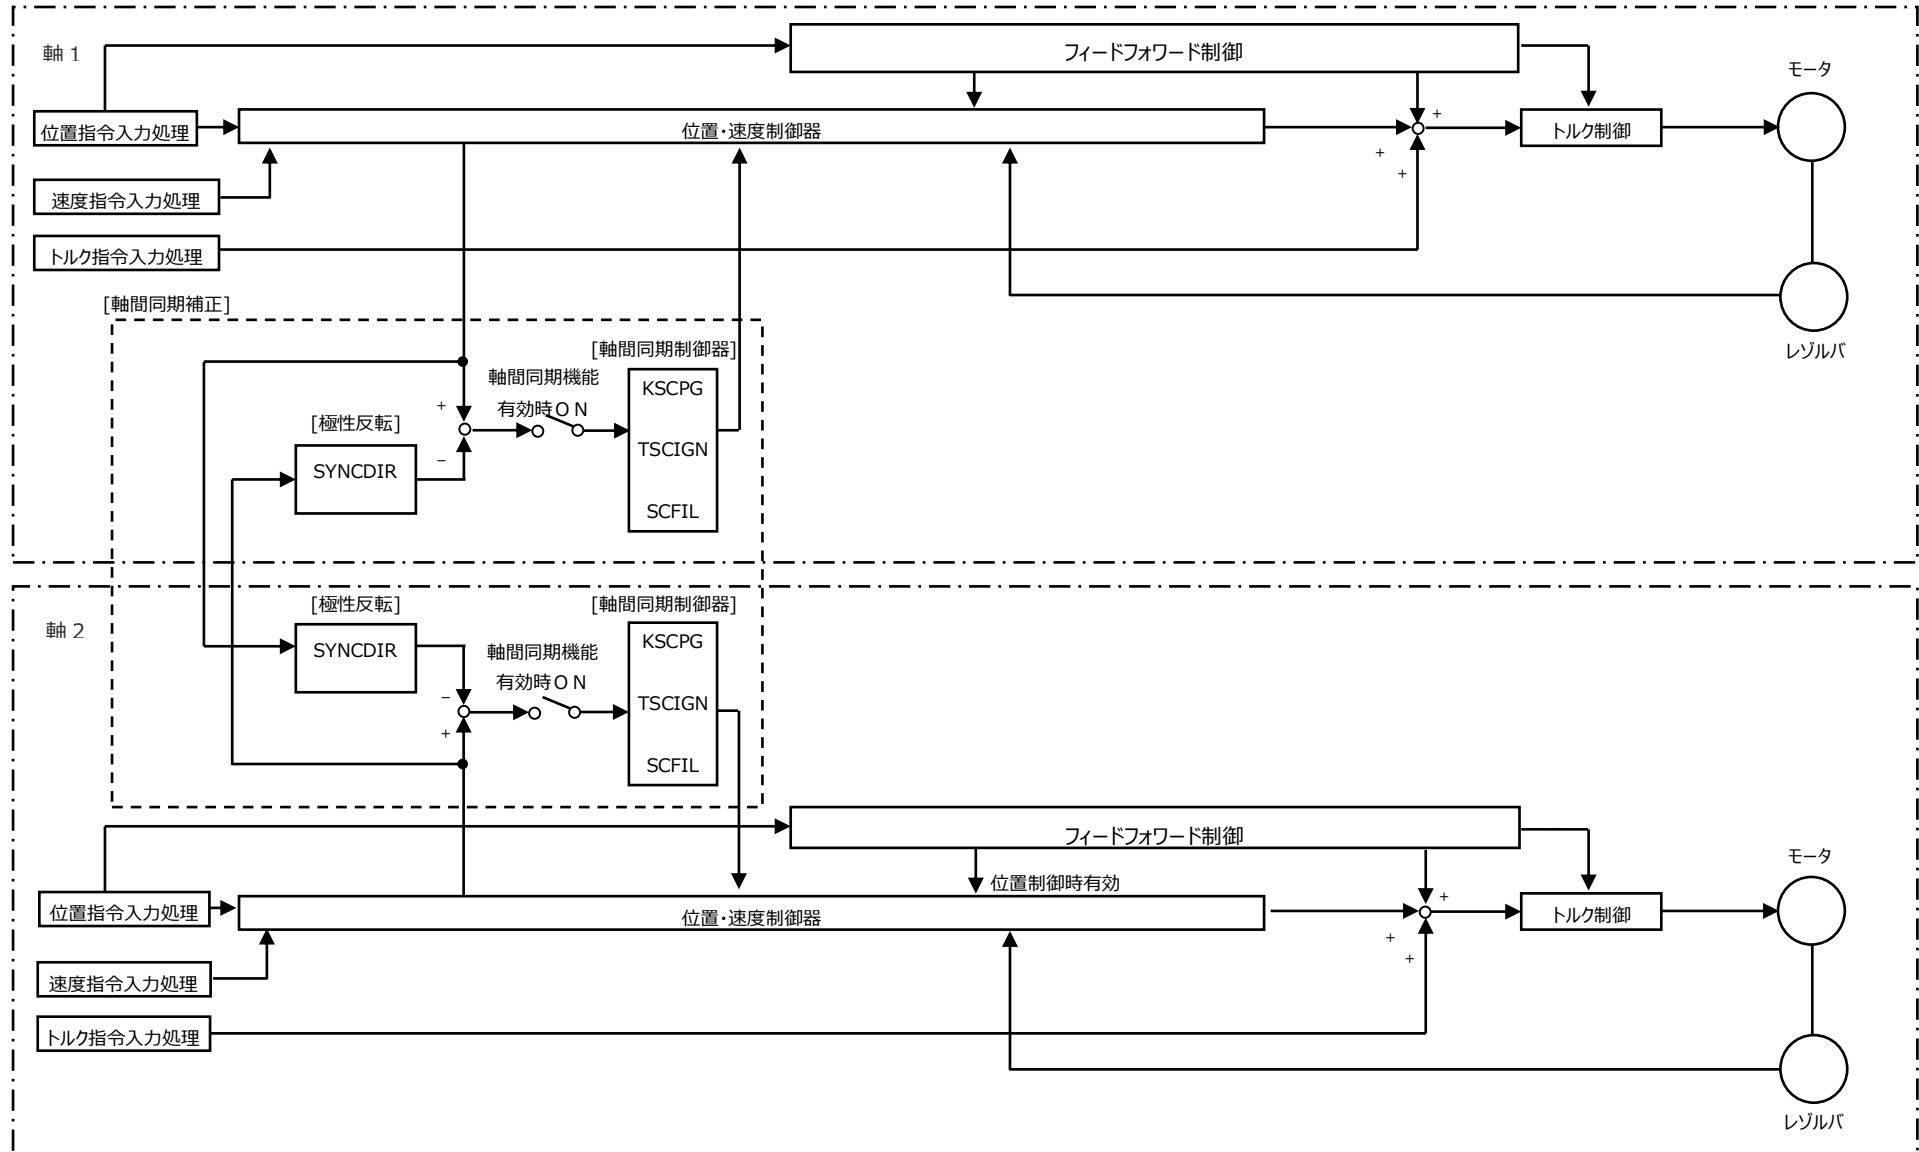 軸１
フィードフォワード制御
モータ
位置指令入力処理
位置・速度制御器
+
トルク制御
+
+
速度指令入力処理
トルク指令入力処理
[軸間同期補正]
レゾルバ
[軸間同期制御器]
軸間同期機能
有効時ＯＮ
KSCPG
+
[極性反転]
TSCIGN
−
SYNCDIR
SCFIL
軸２
[極性反転]
[軸間同期制御器]
SYNCDIR
軸間同期機能
有効時ＯＮ
KSCPG
−
TSCIGN
+
SCFIL
フィードフォワード制御
モータ
位置制御時有効
位置指令入力処理
位置・速度制御器
+
トルク制御
+
+
速度指令入力処理
トルク指令入力処理
レゾルバ